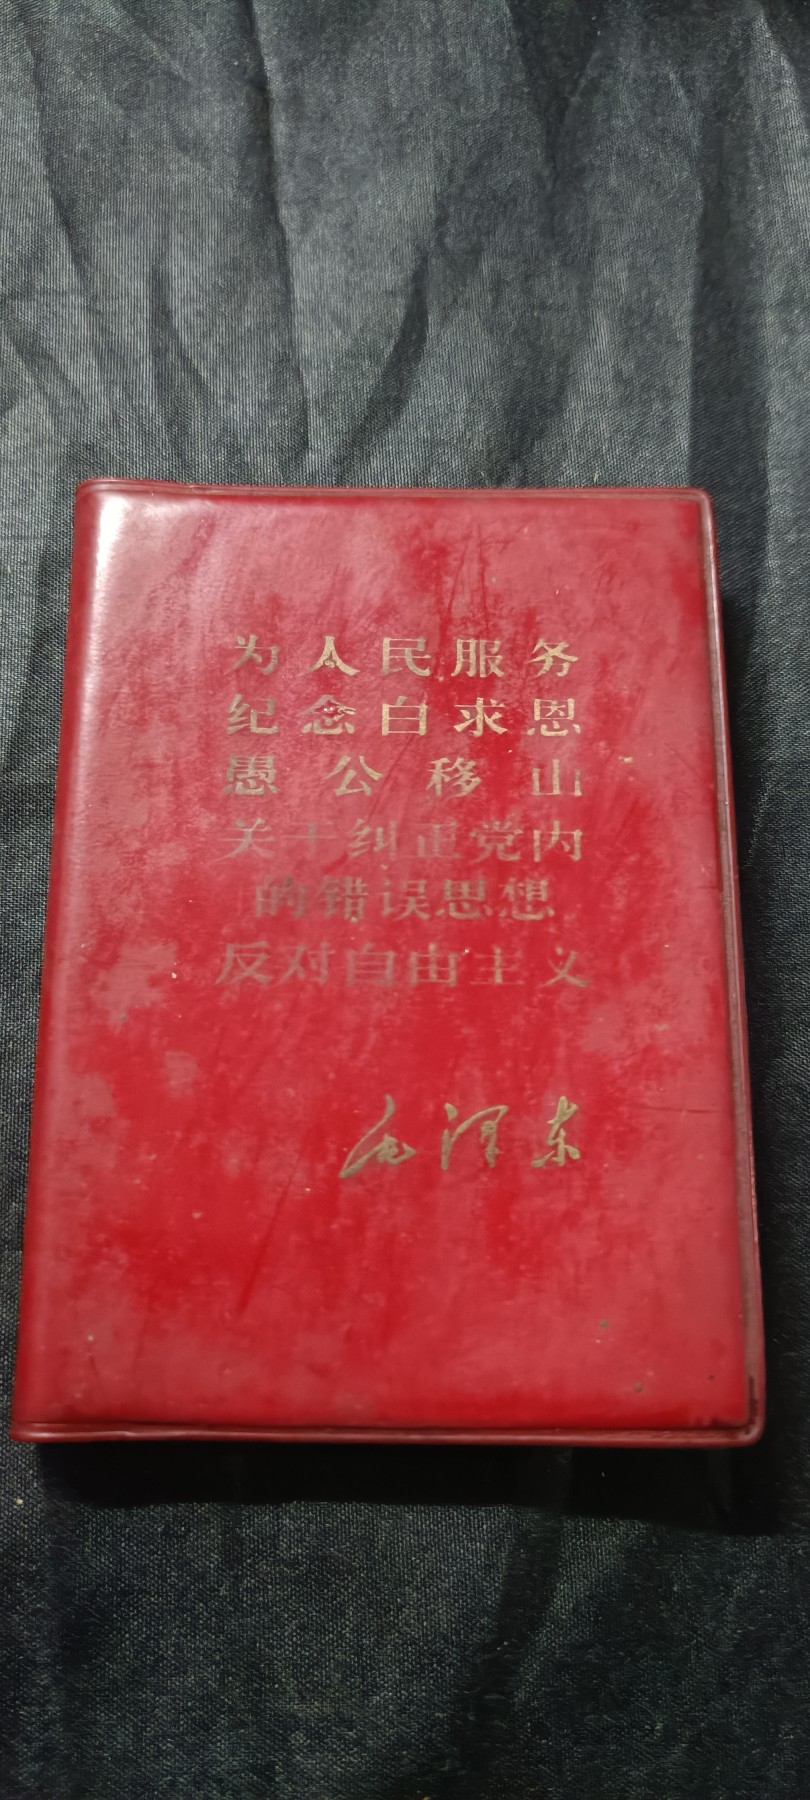 为人民服务
纪念白求恩
愚公移山
关于纠正党内
的错误思想
反对自由主义
毛泽东